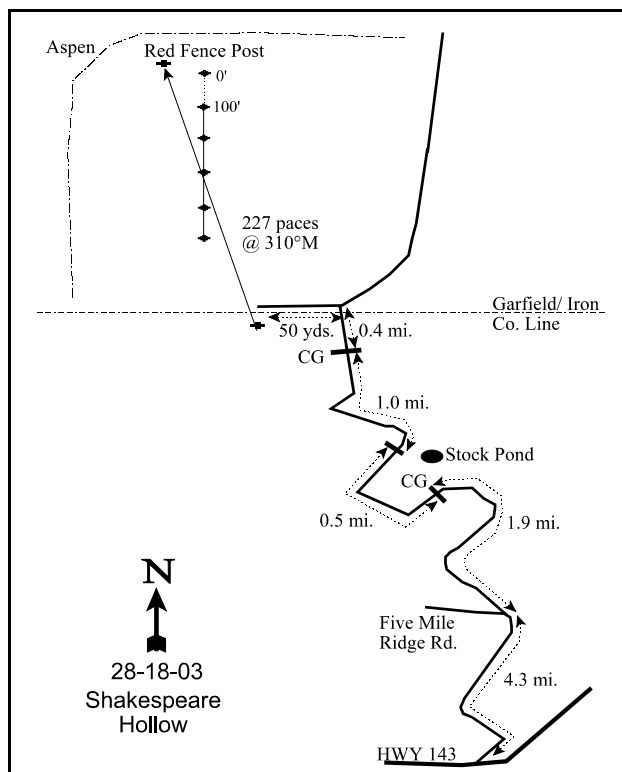 Aspen
Red Fence Post
0'
100'
227 paces
@ 310°M
Garfield/ Iron
Co. Line
50 yds.
0.4 mi.
CG
1.0 mi.
Stock Pond
CG
0.5 mi.
1.9 mi.
N
Five Mile
Ridge Rd.
28-18-03
Shakespeare
Hollow
4.3 mi.
HWY 143